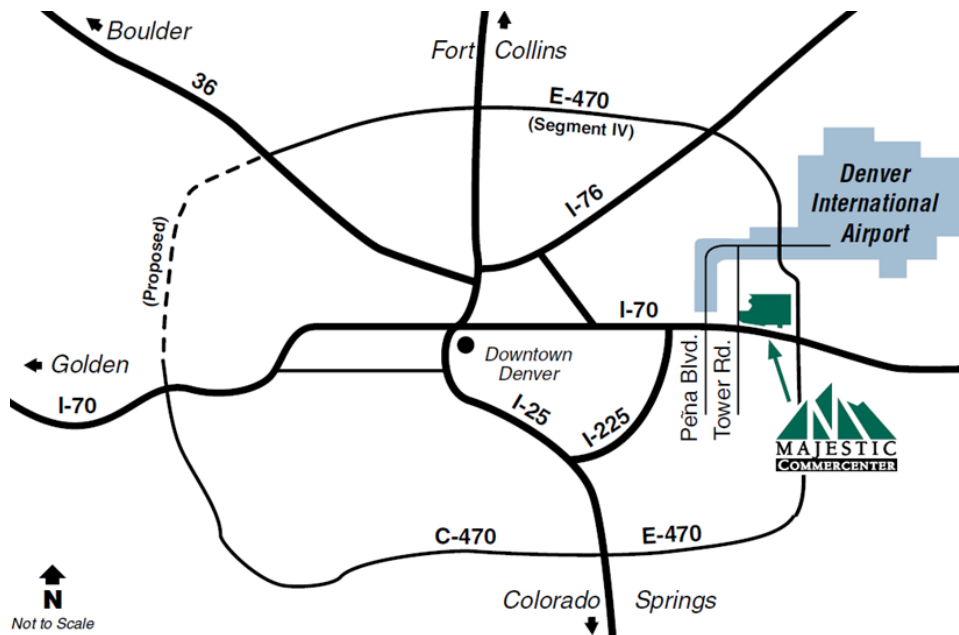 Boulder
Fort Collins
36
E-470
(Segment IV)
Denver
International
Airport
I-76
(Proposed)
I-70
Golden
Downtown
Denver
I-70
I-25
I-225
Peña Blvd.
Tower Rd.
MAJESTIC
COMMERCENTER
C-470
E-470
N
Not to Scale
Colorado Springs